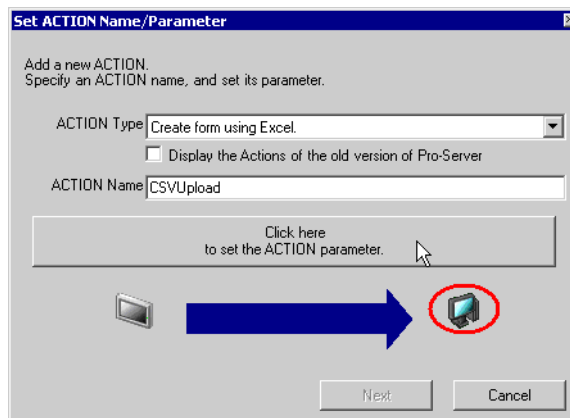 Set ACTION Name/Parameter
Add a new ACTION.
Specify an ACTION name, and set its parameter.
ACTION Type
Create form using Excel.
Display the Actions of the old version of Pro-Server
ACTION Name
CSVUpload
Click here
to set the ACTION parameter.
Next
Cancel